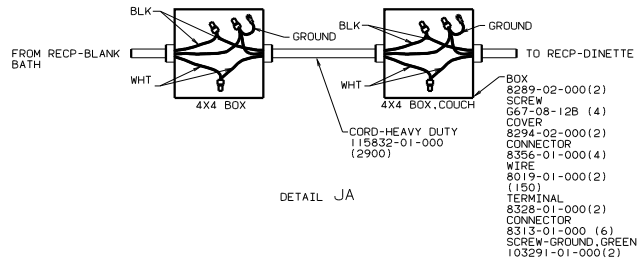 BLK
GROUND
BLK
GROUND
FROM RECP-BLANK
BATH
TO RECP-DINETTE
WHT
WHT
4X4 BOX
4X4 BOX,COUCH
CORD-HEAVY DUTY
115832-01-000
(2900)
BOX
8289-02-000(2)
SCREW
G67-08-12B (4)
COVER
8294-02-000(2)
CONNECTOR
8356-01-000(4)
WIRE
8019-01-000(2)
(150)
TERMINAL
8328-01-000(2)
CONNECTOR
8313-01-000 (6)
SCREW-GROUND,GREEN
103291-01-000(2)
DETAIL JA